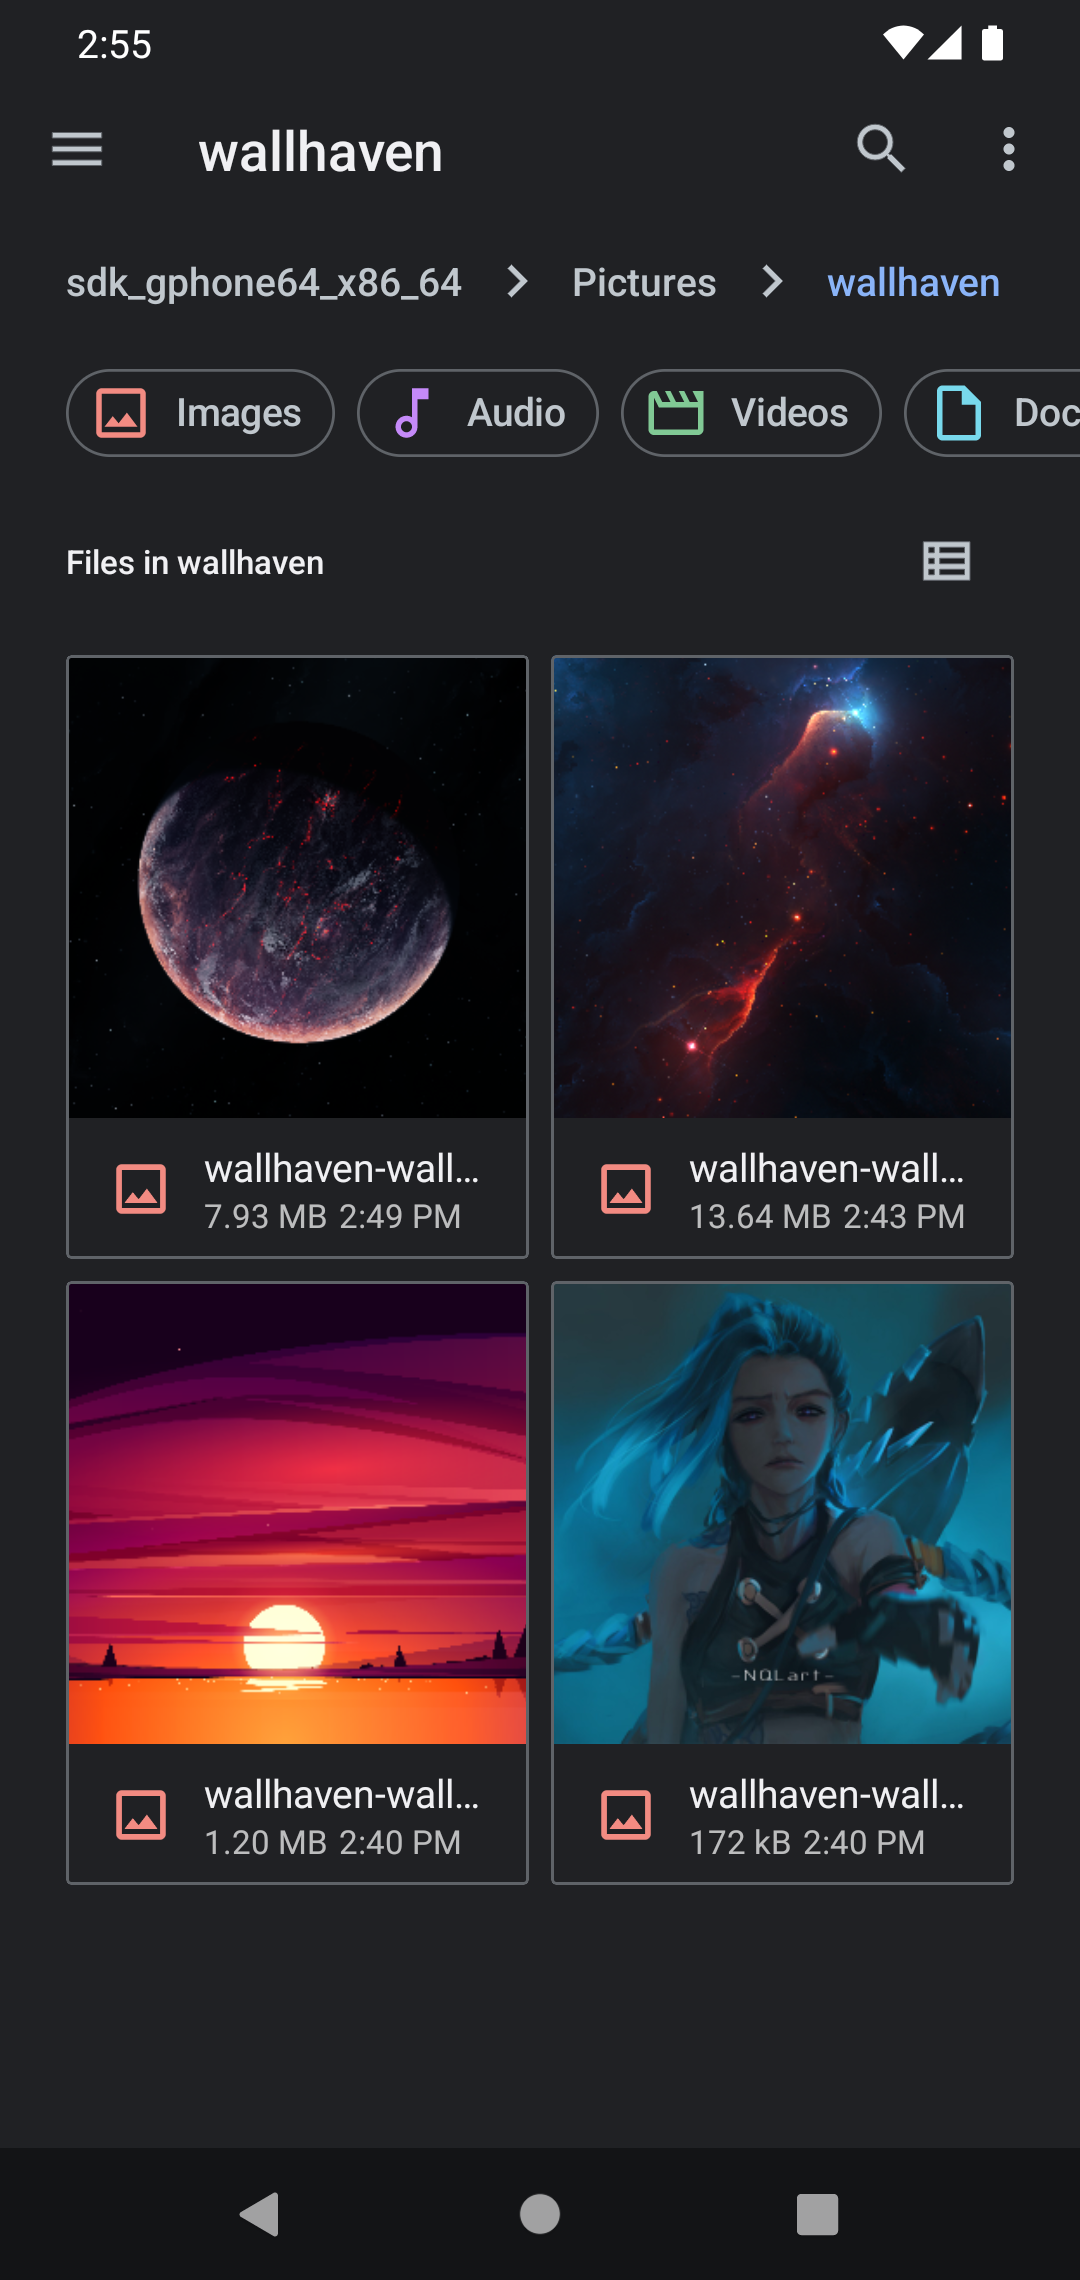 2:55
wallhaven
sdk_gphone64_x86_64 Pictures wallhaven
Images Audio Videos Doc
Files in wallhaven
wallhaven-wall... wallhaven-wall...
7.93 MB 2:49 PM 13.64 MB 2:43 PM
-NQLart-
wallhaven-wall... wallhaven-wall...
1.20 MB 2:40 PM 172 kB 2:40 PM